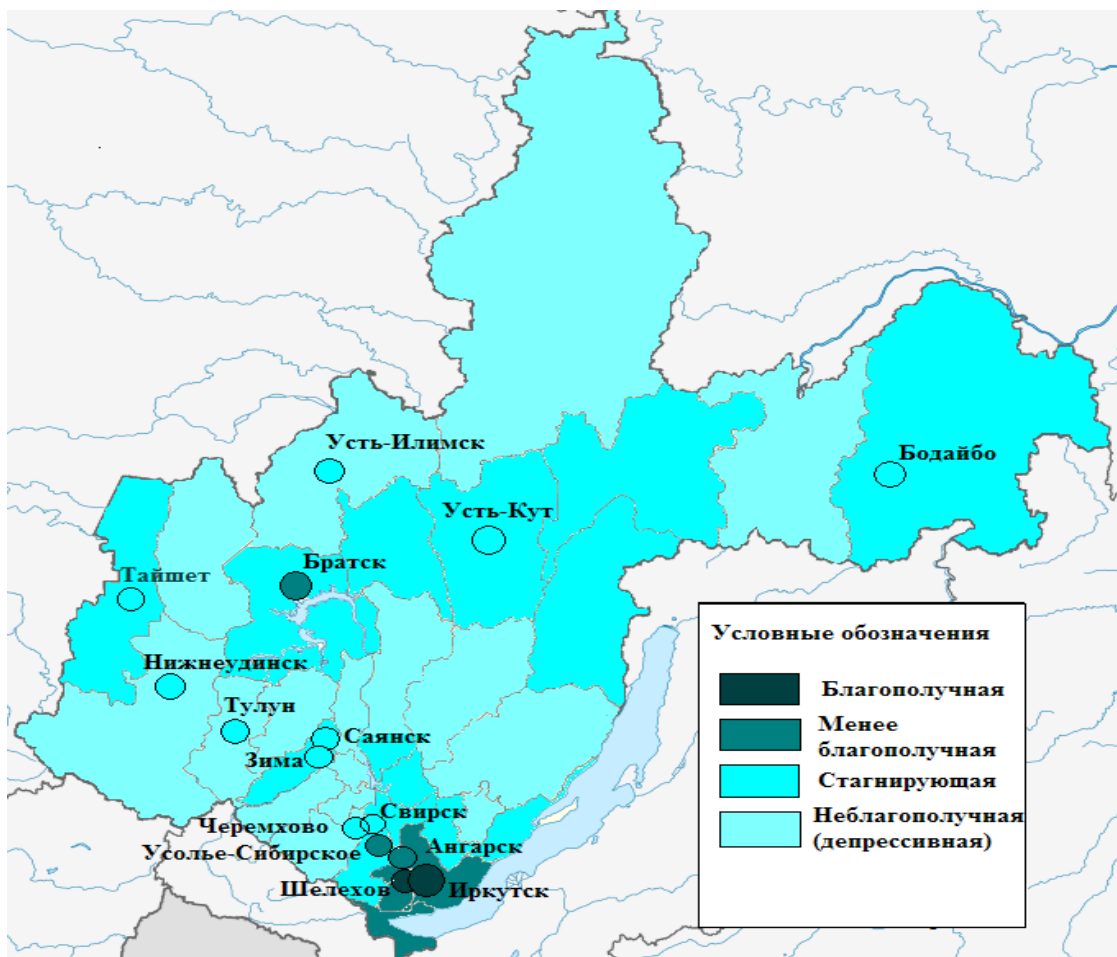 Усть-Илимск
Бодайбо
Усть-Кут
Братск
Тайшет
Нижнеудинск
Тулун
Саянск
Зима
Свирск
Черемхово
Усолье-Сибирское
Ангарск
Шелехов
Иркутск
Условные обозначения
Благополучная
Менее
благополучная
Стагнирующая
Неблагополучная
(депрессивная)